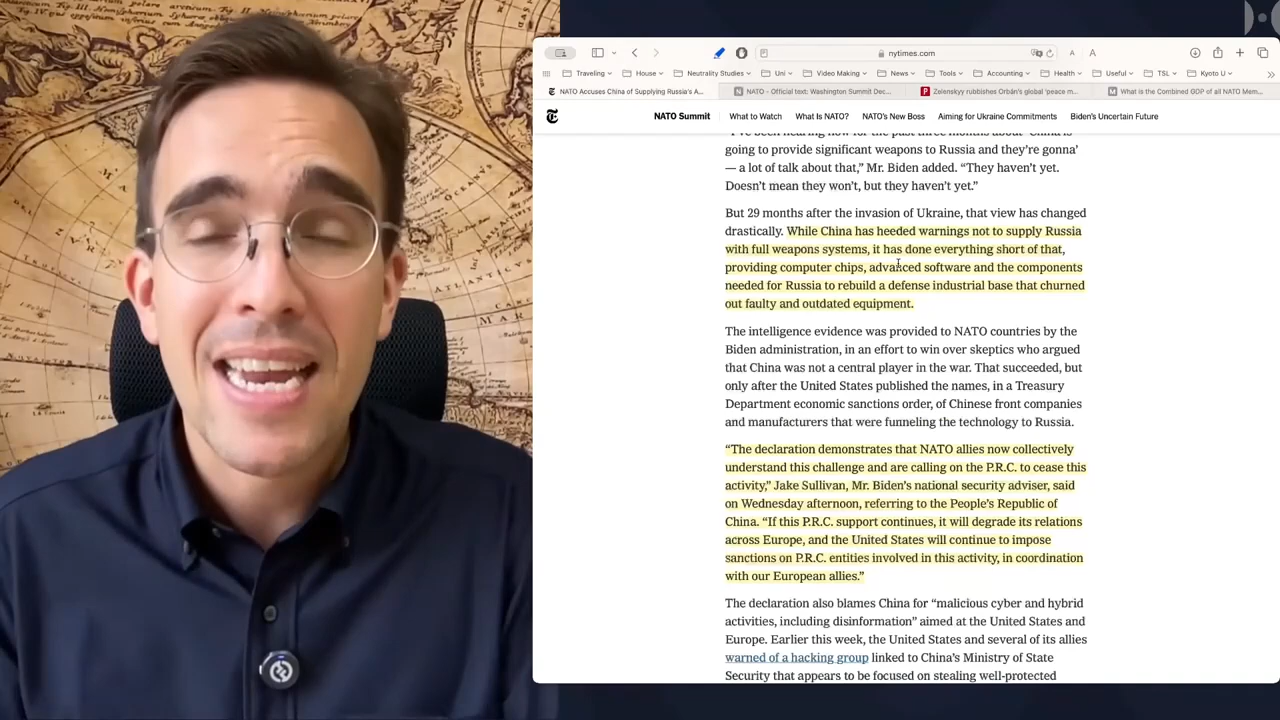 nytimes.com
A
A
Traveling
House
Neutrality Studies
Uni
Video Making
News
Tools
Accounting
Health
Useful
TSL
Kyoto U
NATO Accuses China of Supplying Russia's A...
NATO - Official text: Washington Summit Dec...
Zelenskyy rubbishes Orbán's global 'peace m...
What is the Combined GDP of all NATO Mem...
NATO Summit
What to Watch
What Is NATO?
NATO's New Boss
Aiming for Ukraine Commitments
Biden's Uncertain Future
“I've been hearing now for the past three months about ‘China is
going to provide significant weapons to Russia and they're gonna’
— a lot of talk about that,” Mr. Biden added. “They haven't yet.
Doesn't mean they won't, but they haven't yet.”
But 29 months after the invasion of Ukraine, that view has changed
drastically. While China has heeded warnings not to supply Russia
with full weapons systems, it has done everything short of that,
providing computer chips, advanced software and the components
needed for Russia to rebuild a defense industrial base that churned
out faulty and outdated equipment.
The intelligence evidence was provided to NATO countries by the
Biden administration, in an effort to win over skeptics who argued
that China was not a central player in the war. That succeeded, but
only after the United States published the names, in a Treasury
Department economic sanctions order, of Chinese front companies
and manufacturers that were funneling the technology to Russia.
“The declaration demonstrates that NATO allies now collectively
understand this challenge and are calling on the P.R.C. to cease this
activity,” Jake Sullivan, Mr. Biden's national security adviser, said
on Wednesday afternoon, referring to the People's Republic of
China. “If this P.R.C. support continues, it will degrade its relations
across Europe, and the United States will continue to impose
sanctions on P.R.C. entities involved in this activity, in coordination
with our European allies.”
The declaration also blames China for “malicious cyber and hybrid
activities, including disinformation” aimed at the United States and
Europe. Earlier this week, the United States and several of its allies
warned of a hacking group linked to China's Ministry of State
Security that appears to be focused on stealing well-protected